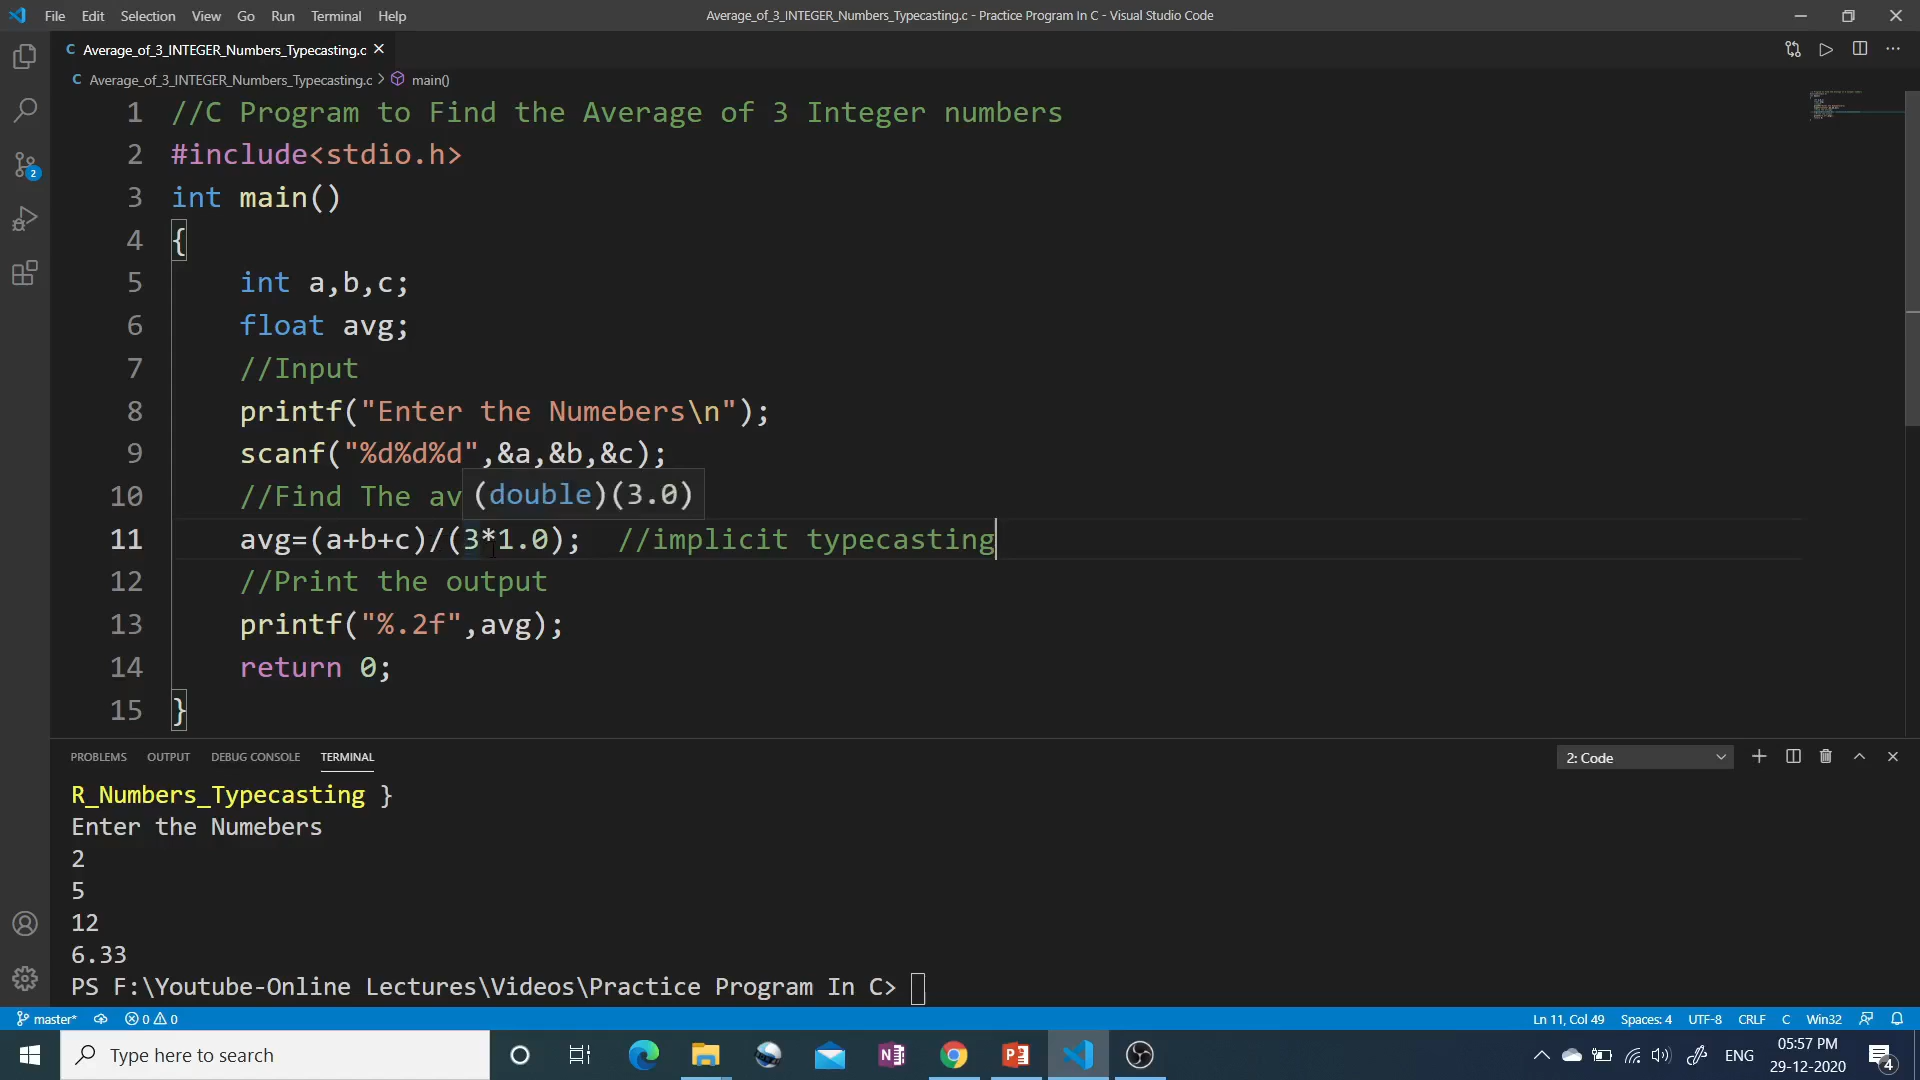 File Edit Selection View Go Run Terminal Help
Average_of_3_INTEGER_Numbers_Typecasting.c - Practice Program In C - Visual Studio Code
C Average_of_3_INTEGER_Numbers_Typecasting.c
C Average_of_3_INTEGER_Numbers_Typecasting.c > main()
1 //C Program to Find the Average of 3 Integer numbers
2 #include<stdio.h>
3 int main()
4 {
5 int a,b,c;
6 float avg;
7 //Input
8 printf("Enter the Numebers\n");
9 scanf("%d%d%d",&a,&b,&c);
10 //Find The av
(double)(3.0)
11 avg=(a+b+c)/(3*1.0); //implicit typecasting
12 //Print the output
13 printf("%.2f",avg);
14 return 0;
15 }
2
PROBLEMS OUTPUT DEBUG CONSOLE TERMINAL
2: Code
R_Numbers_Typecasting }
Enter the Numebers
2
5
12
6.33
PS F:\Youtube-Online Lectures\Videos\Practice Program In C>
master* 0 0
Ln 11, Col 49 Spaces: 4 UTF-8 CRLF C Win32
Type here to search
ENG
05:57 PM
29-12-2020
4